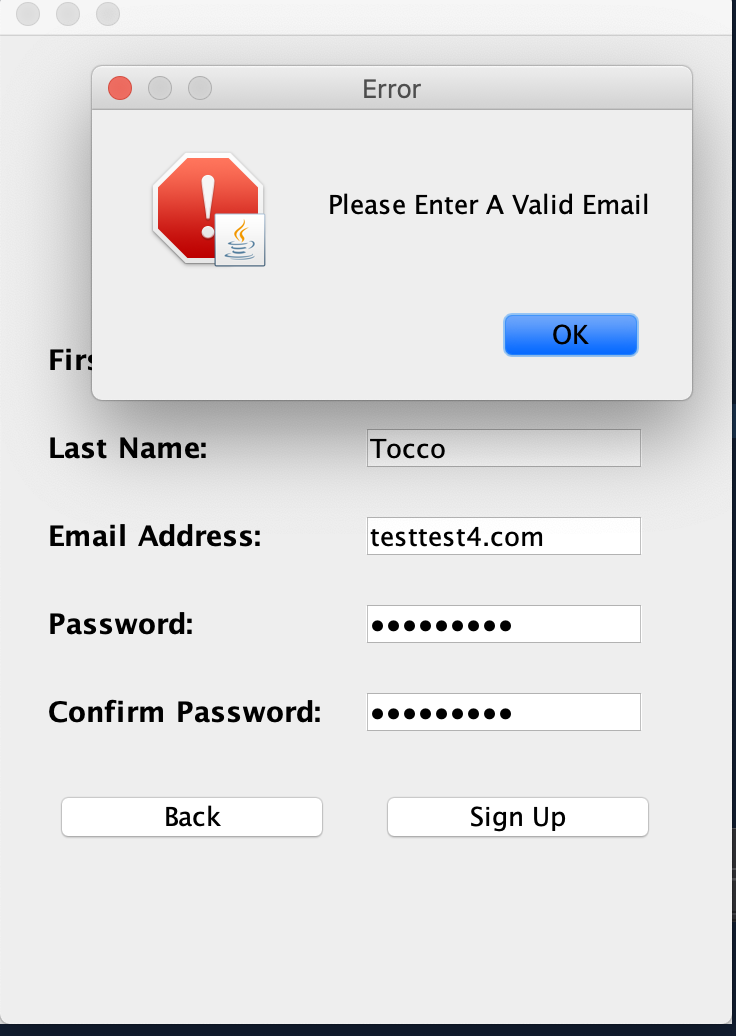 Error
Please Enter A Valid Email
OK
Last Name:
Tocco
Email Address:
testtest4.com
Password:
•••••••••
Confirm Password:
•••••••••
Back
Sign Up